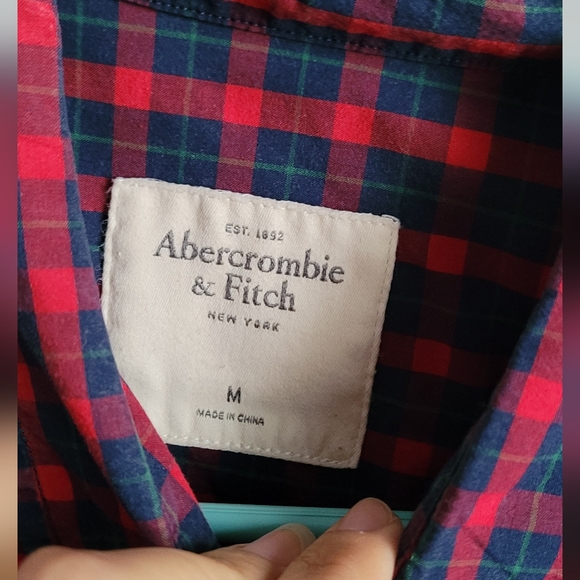 EST. 1892
Abercrombie
& Fitch
NEW YORK
M
MADE IN CHINA